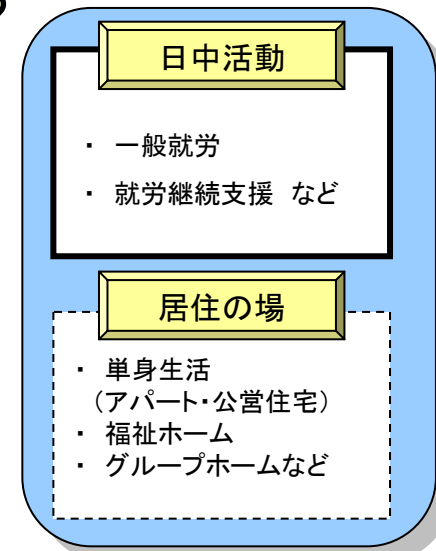 日中活動
・ 一般就労
・ 就労継続支援 など
居住の場
・ 単身生活
（アパート・公営住宅）
・ 福祉ホーム
・ グループホームなど